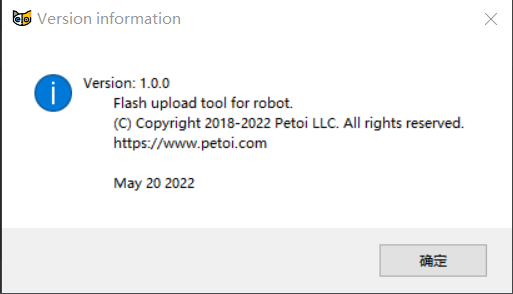 Version information
Version: 1.0.0
Flash upload tool for robot.
(C) Copyright 2018-2022 Petoi LLC. All rights reserved.
https://www.petoi.com
May 20 2022
确定